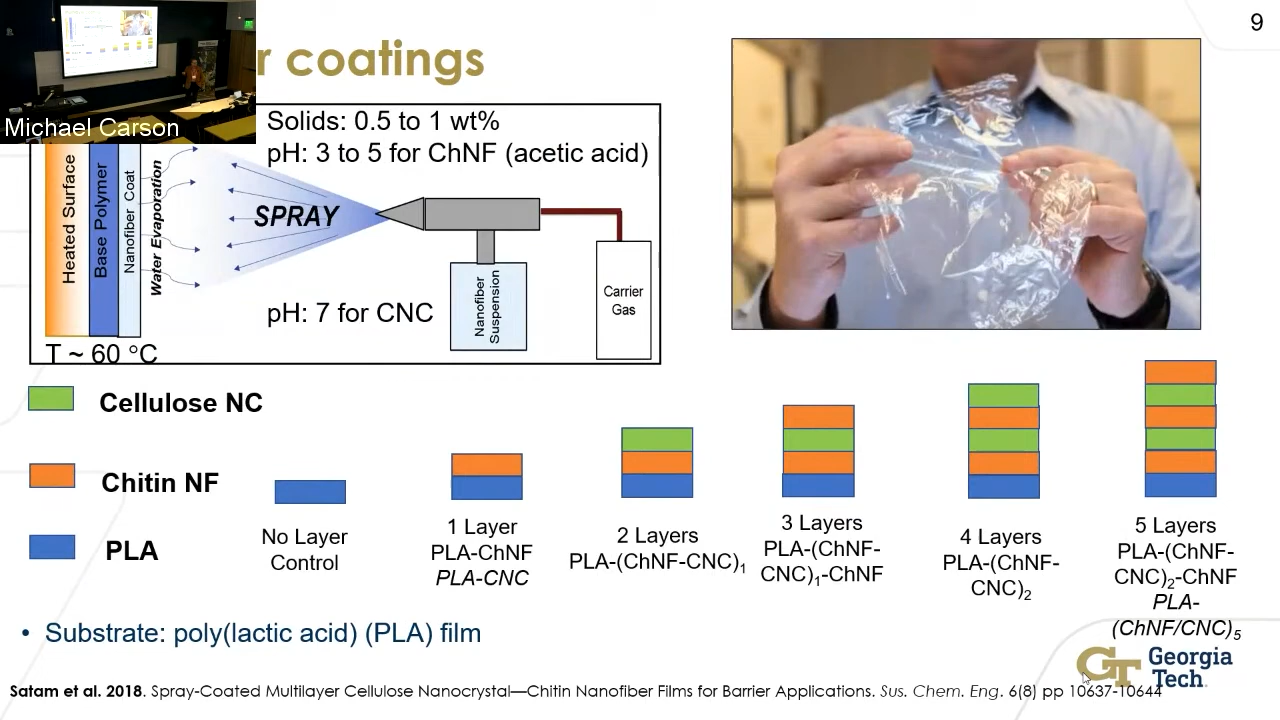 9
r coatings
Michael Carson
Solids: 0.5 to 1 wt%
pH: 3 to 5 for ChNF (acetic acid)
Heated Surface
Base Polymer
Nanofiber Coat
Water Evaporation
SPRAY
Nanofiber
Suspension
Carrier
Gas
pH: 7 for CNC
T ~ 60 °C
Cellulose NC
Chitin NF
PLA
No Layer
Control
1 Layer
PLA-ChNF
PLA-CNC
2 Layers
PLA-(ChNF-CNC)1
3 Layers
PLA-(ChNF-
CNC)1-ChNF
4 Layers
PLA-(ChNF-
CNC)2
5 Layers
PLA-(ChNF-
CNC)2-ChNF
PLA-
(ChNF/CNC)5
• Substrate: poly(lactic acid) (PLA) film
GT Georgia
Tech
Satam et al. 2018. Spray-Coated Multilayer Cellulose Nanocrystal—Chitin Nanofiber Films for Barrier Applications. Sus. Chem. Eng. 6(8) pp 10637-10644